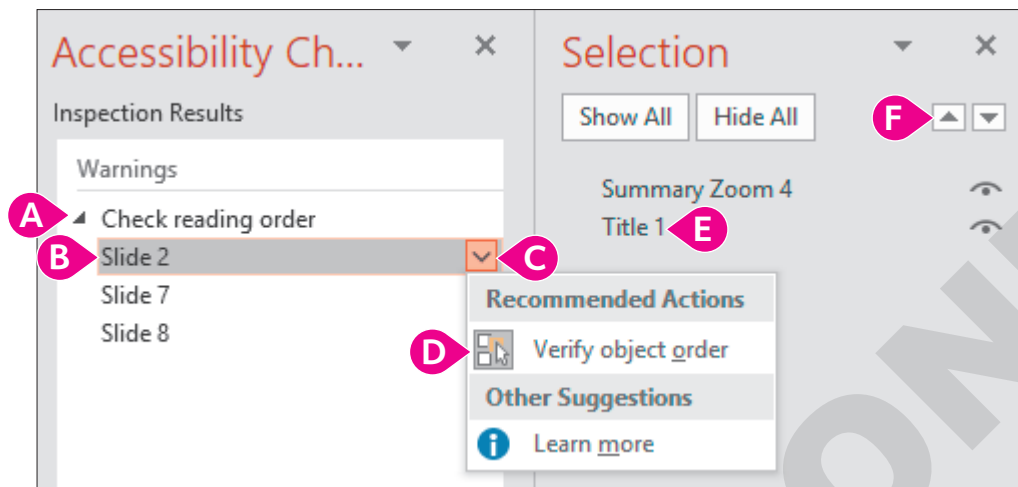 Accessibility Ch...
Inspection Results
Warnings
A
Check reading order
B
Slide 2
C
Slide 7
Slide 8
Recommended Actions
D
Verify object order
Other Suggestions
Learn more
Selection
Show All
Hide All
F
Summary Zoom 4
Title 1
E